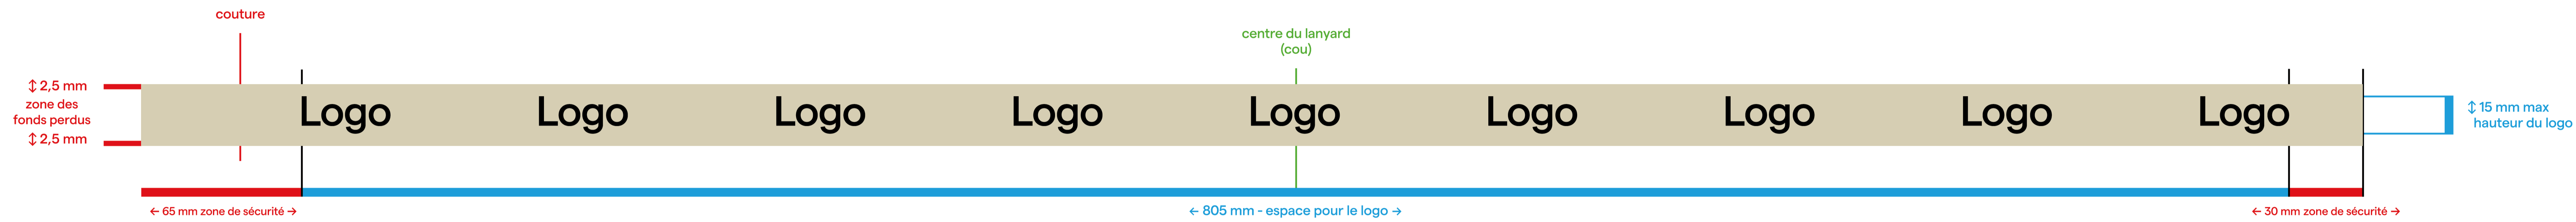 couture
centre du lanyard
(cou)
↕ 2,5 mm
zone des
fonds perdus
↕ 2,5 mm
Logo Logo Logo Logo Logo Logo Logo Logo Logo
↕ 15 mm max
hauteur du logo
← 65 mm zone de sécurité →
← 805 mm - espace pour le logo →
← 30 mm zone de sécurité →